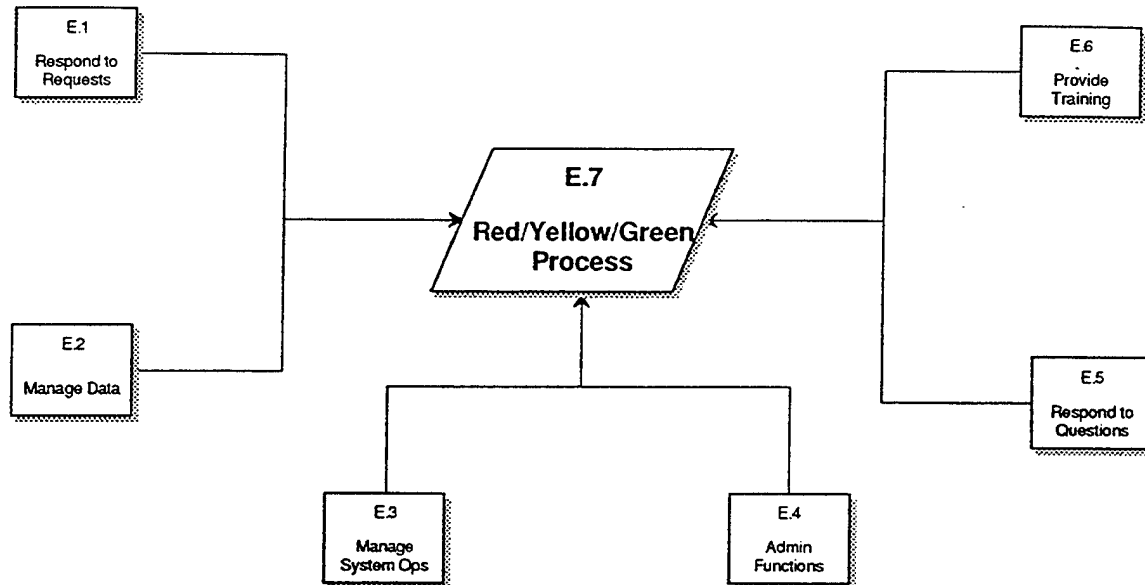 E.1
Respond to
Requests
E.6
Provide
Training
E.7
Red/Yellow/Green
Process
E.2
Manage Data
E.5
Respond to
Questions
E.3
Manage
System Ops
E.4
Admin
Functions